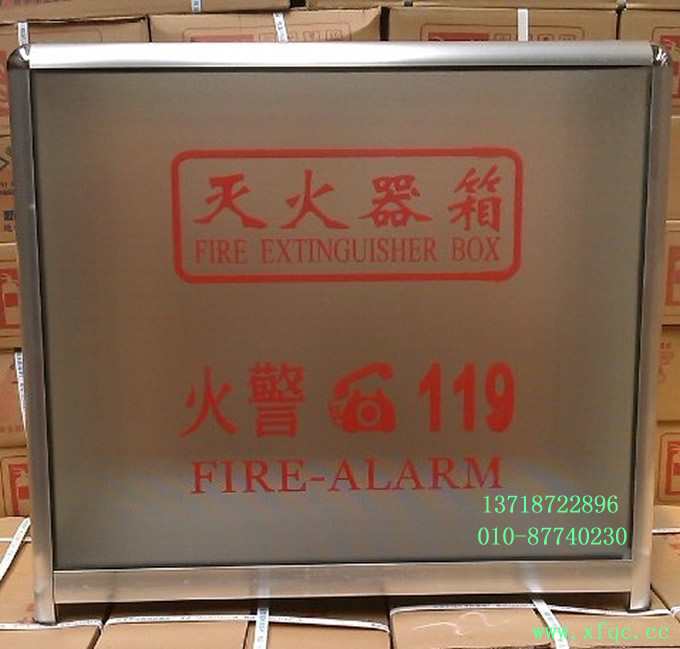 灭火器箱
FIRE EXTINGUISHER BOX
火警 119
FIRE-ALARM
13718722896
010-87740230
www.xfqc.cc